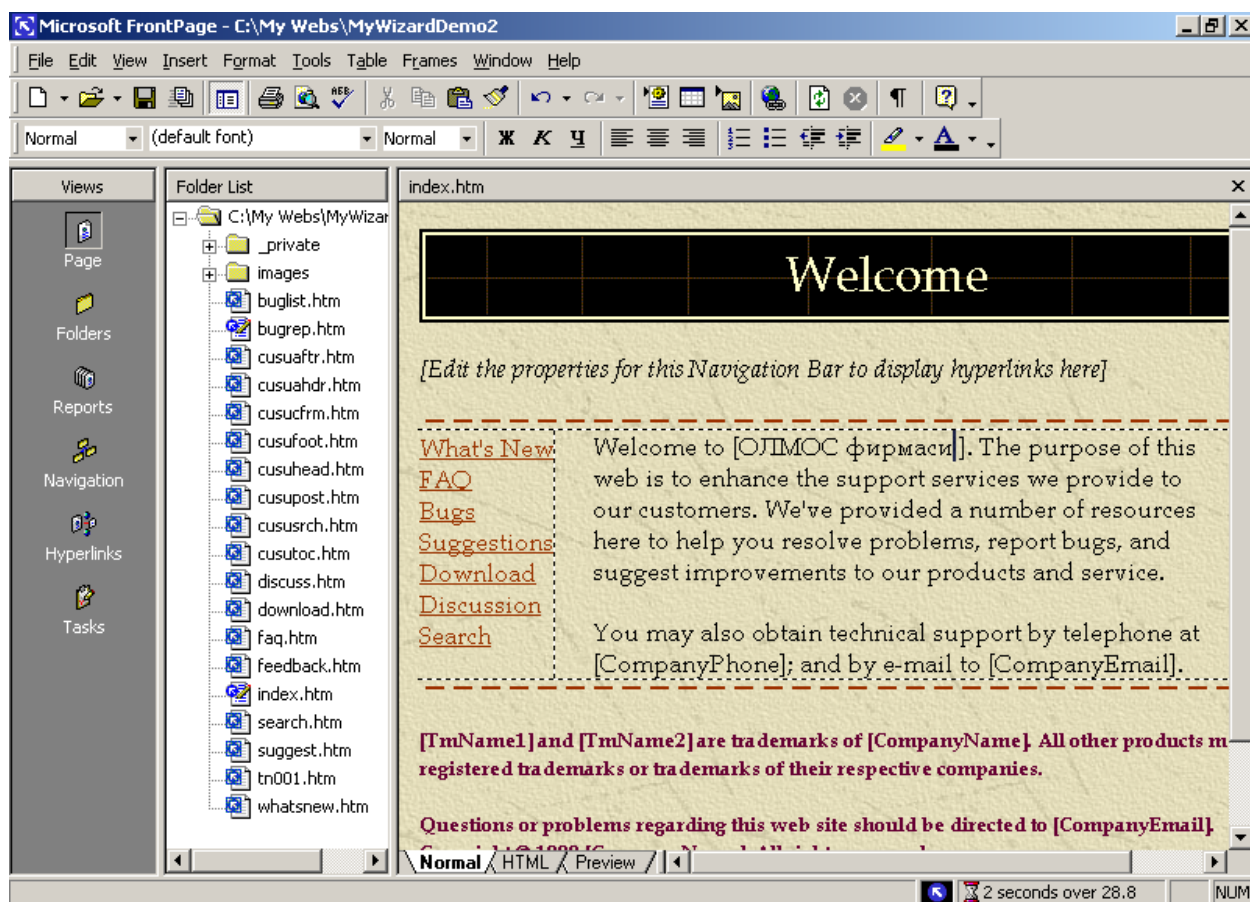 Microsoft FrontPage - C:\My Webs\MyWizardDemo2
File Edit View Insert Format Tools Table Frames Window Help
Normal (default font) Normal Ж К Ч A
Views
Page
Folders
Reports
Navigation
Hyperlinks
Tasks
Folder List
C:\My Webs\MyWizar
_private
images
buglist.htm
bugrep.htm
cusuaftr.htm
cusuahdr.htm
cusucfrm.htm
cusufoot.htm
cusuhead.htm
cusupost.htm
cususrch.htm
cusutoc.htm
discuss.htm
download.htm
faq.htm
feedback.htm
index.htm
search.htm
suggest.htm
tn001.htm
whatsnew.htm
index.htm
Welcome
[Edit the properties for this Navigation Bar to display hyperlinks here]
What's New
FAQ
Bugs
Suggestions
Download
Discussion
Search
Welcome to [ОЛМОС фирмаси]. The purpose of this
web is to enhance the support services we provide to
our customers. We've provided a number of resources
here to help you resolve problems, report bugs, and
suggest improvements to our products and service.
You may also obtain technical support by telephone at
[CompanyPhone]; and by e-mail to [CompanyEmail].
[TmName1] and [TmName2] are trademarks of [CompanyName]. All other products m
registered trademarks or trademarks of their respective companies.
Questions or problems regarding this web site should be directed to [CompanyEmail].
Normal HTML Preview
2 seconds over 28.8 NUM